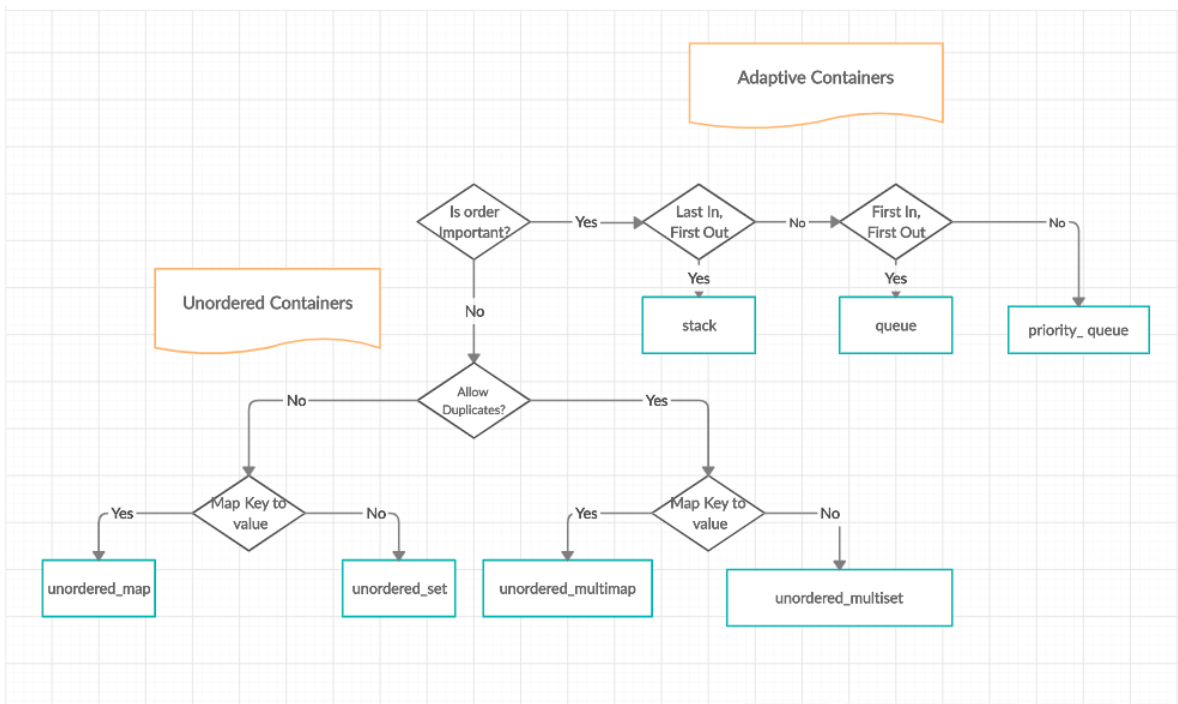 Adaptive Containers
Is order
Important?
Yes
Last In,
First Out
No
First In,
First Out
No
Yes
Yes
Unordered Containers
No
stack
queue
priority_ queue
Allow
Duplicates?
No
Yes
Map Key to
value
Map Key to
value
Yes
No
Yes
No
unordered_map
unordered_set
unordered_multimap
unordered_multiset